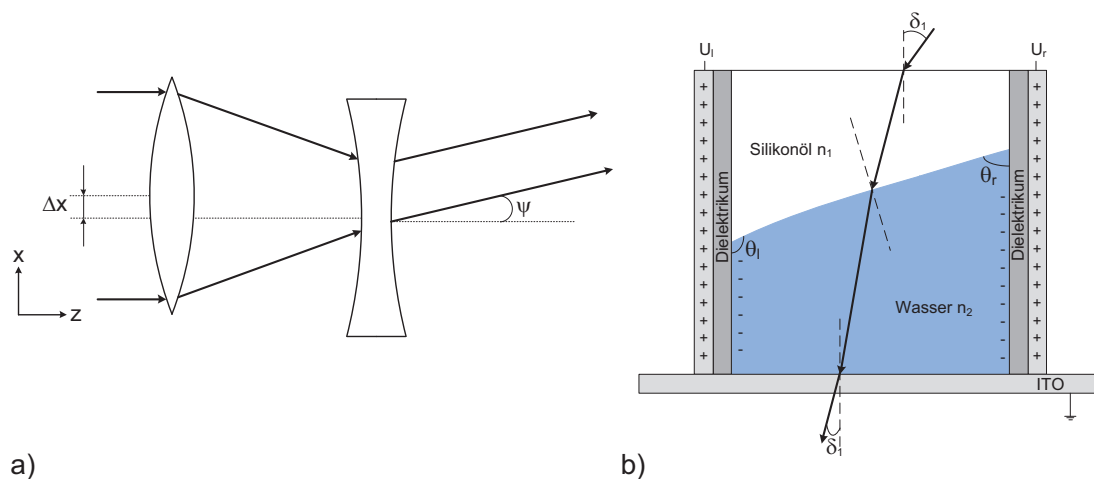 Δx
x
z
ψ
a)
δ₁
Uₗ
Uᵣ
Silikonöl n₁
θᵣ
Dielektrikum
Dielektrikum
θₗ
Wasser n₂
ITO
δ₁
b)